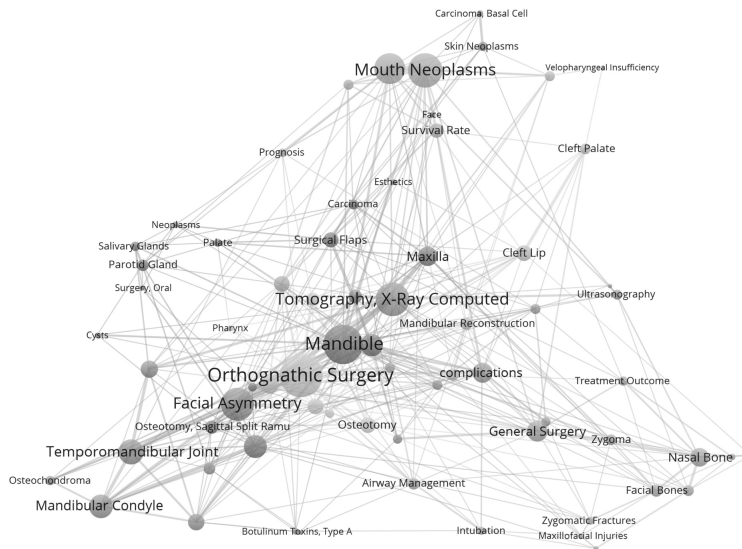 Carcinoma, Basal Cell
Skin Neoplasms
Mouth Neoplasms
Velopharyngeal Insufficiency
Face
Survival Rate
Cleft Palate
Prognosis
Esthetics
Carcinoma
Neoplasms
Salivary Glands
Palate
Surgical Flaps
Parotid Gland
Maxilla
Cleft Lip
Surgery, Oral
Tomography, X-Ray Computed
Ultrasonography
Pharynx
Mandibular Reconstruction
Cysts
Mandible
Orthognathic Surgery
complications
Treatment Outcome
Facial Asymmetry
Osteotomy, Sagittal Split Ramu
Osteotomy
General Surgery
Zygoma
Temporomandibular Joint
Nasal Bone
Osteochondroma
Airway Management
Facial Bones
Mandibular Condyle
Zygomatic Fractures
Botulinum Toxins, Type A
Intubation
Maxillofacial Injuries